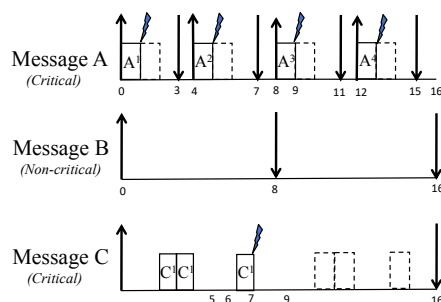 Message A
(Critical)
A¹ A² A³ A⁴
0 3 4 7 8 9 11 12 15 16
Message B
(Non-critical)
0 8 16
Message C
(Critical)
C¹ C¹ C¹
5 6 7 9 16